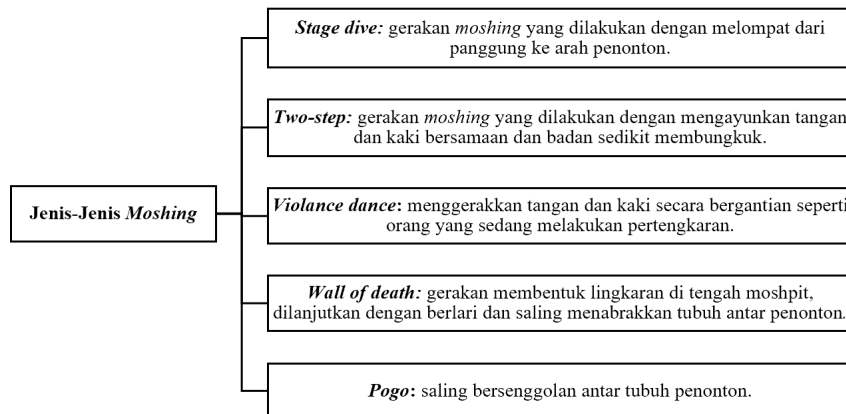 Stage dive: gerakan moshing yang dilakukan dengan melompat dari
panggung ke arah penonton.
Two-step: gerakan moshing yang dilakukan dengan mengayunkan tangan
dan kaki bersamaan dan badan sedikit membungkuk.
Jenis-Jenis Moshing
Violance dance: menggerakkan tangan dan kaki secara bergantian seperti
orang yang sedang melakukan pertengkaran.
Wall of death: gerakan membentuk lingkaran di tengah moshpit,
dilanjutkan dengan berlari dan saling menabrakkan tubuh antar penonton.
Pogo: saling bersenggolan antar tubuh penonton.